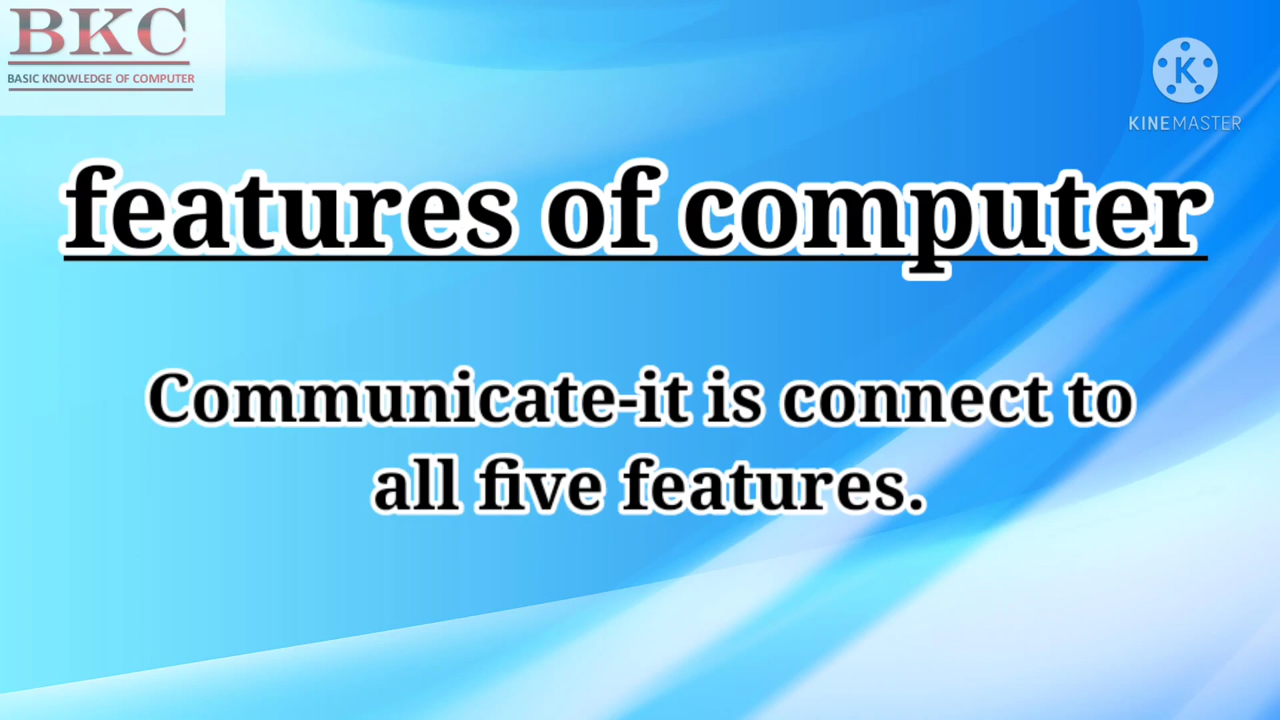 BKC
BASIC KNOWLEDGE OF COMPUTER
K
KINEMASTER
features of computer
Communicate-it is connect to
all five features.